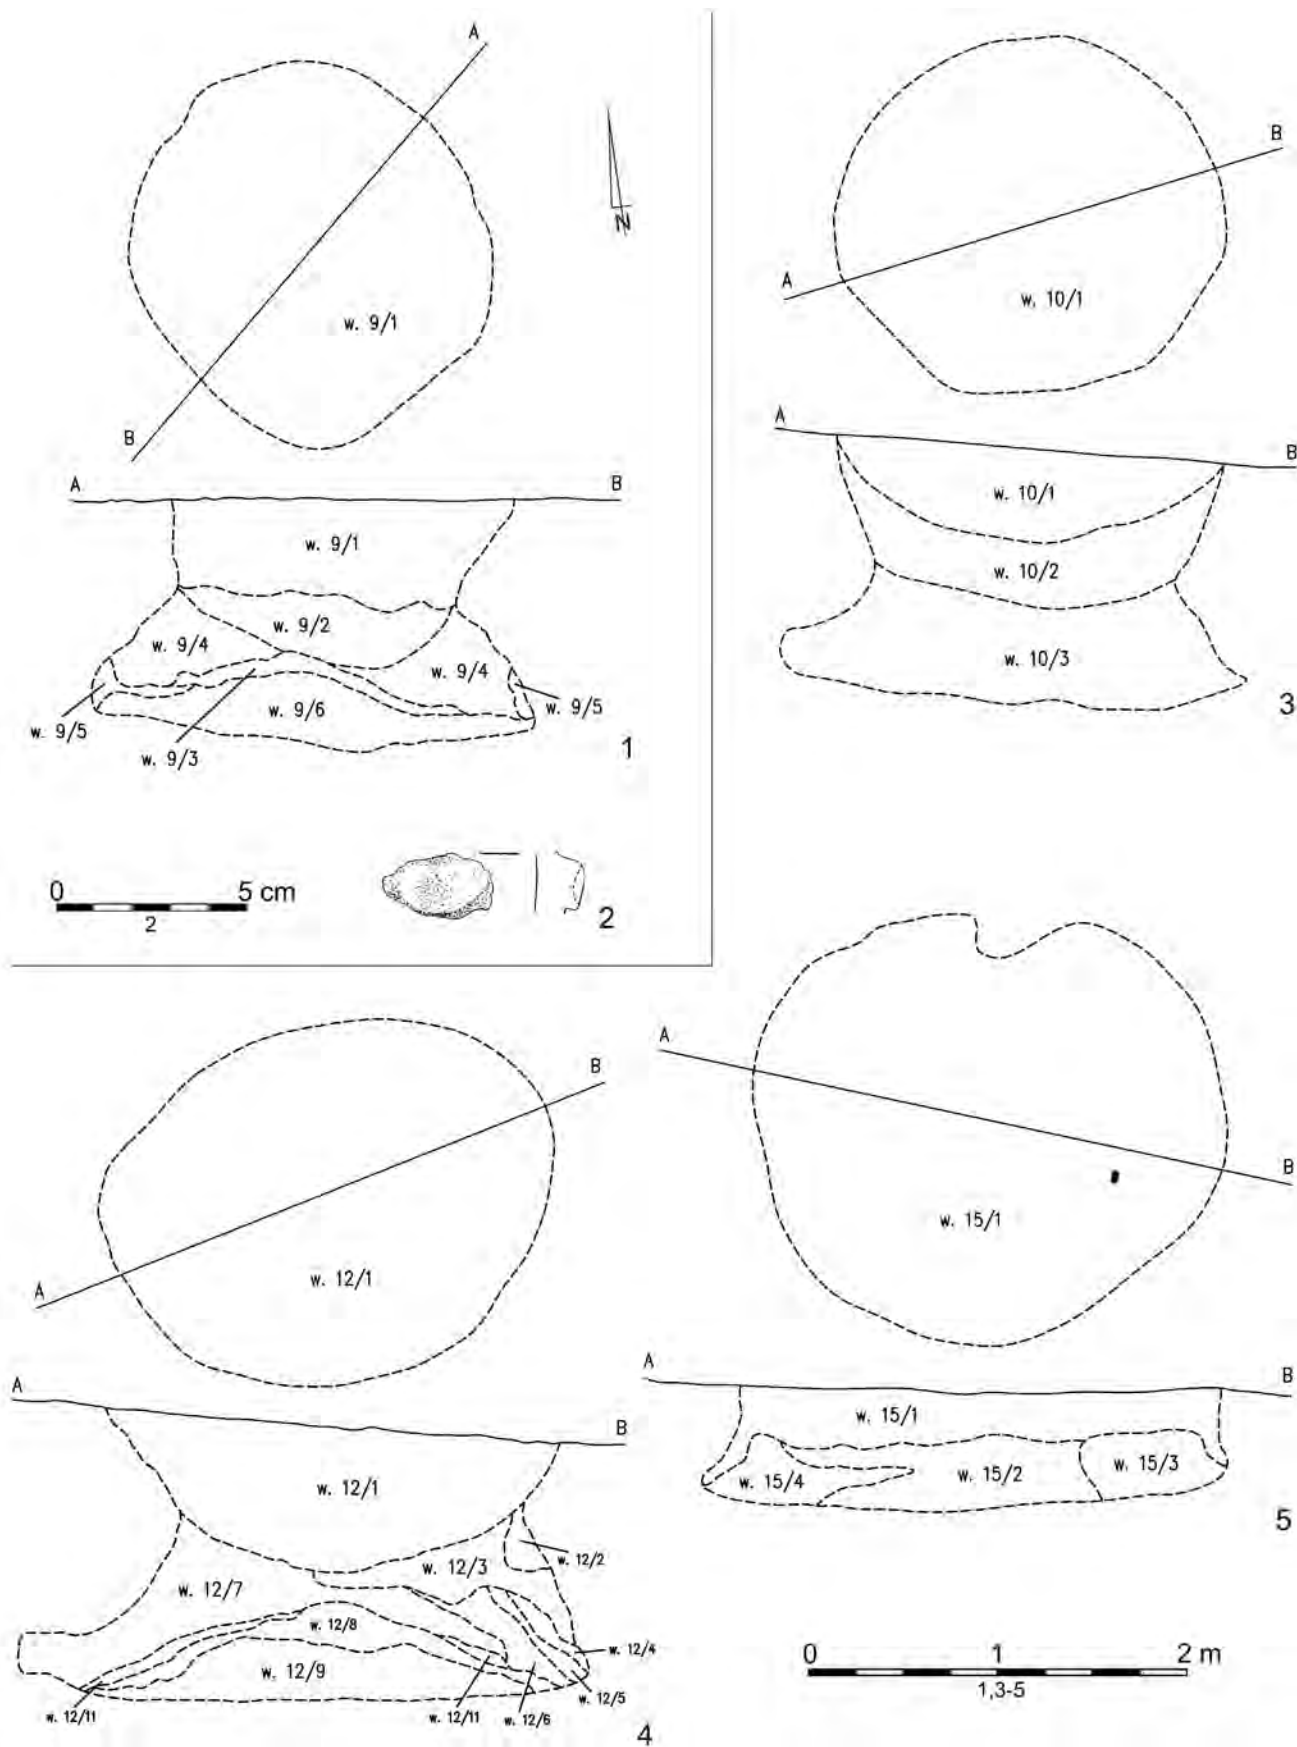 A
w. 9/1
B
N
A B
w. 9/1
w. 9/2
w. 9/4
w. 9/4
w. 9/5
w. 9/6
w. 9/5
w. 9/3
1
0 5 cm
2
2
B
A
w. 10/1
A
B
w. 10/1
w. 10/2
w. 10/3
3
B
w. 12/1
A
A
B
w. 12/1
w. 12/2
w. 12/3
w. 12/7
w. 12/8
w. 12/4
w. 12/9
w. 12/5
w. 12/11
w. 12/11
w. 12/6
4
A
B
w. 15/1
A B
w. 15/1
w. 15/3
w. 15/2
w. 15/4
5
0 1 2 m
1,3-5